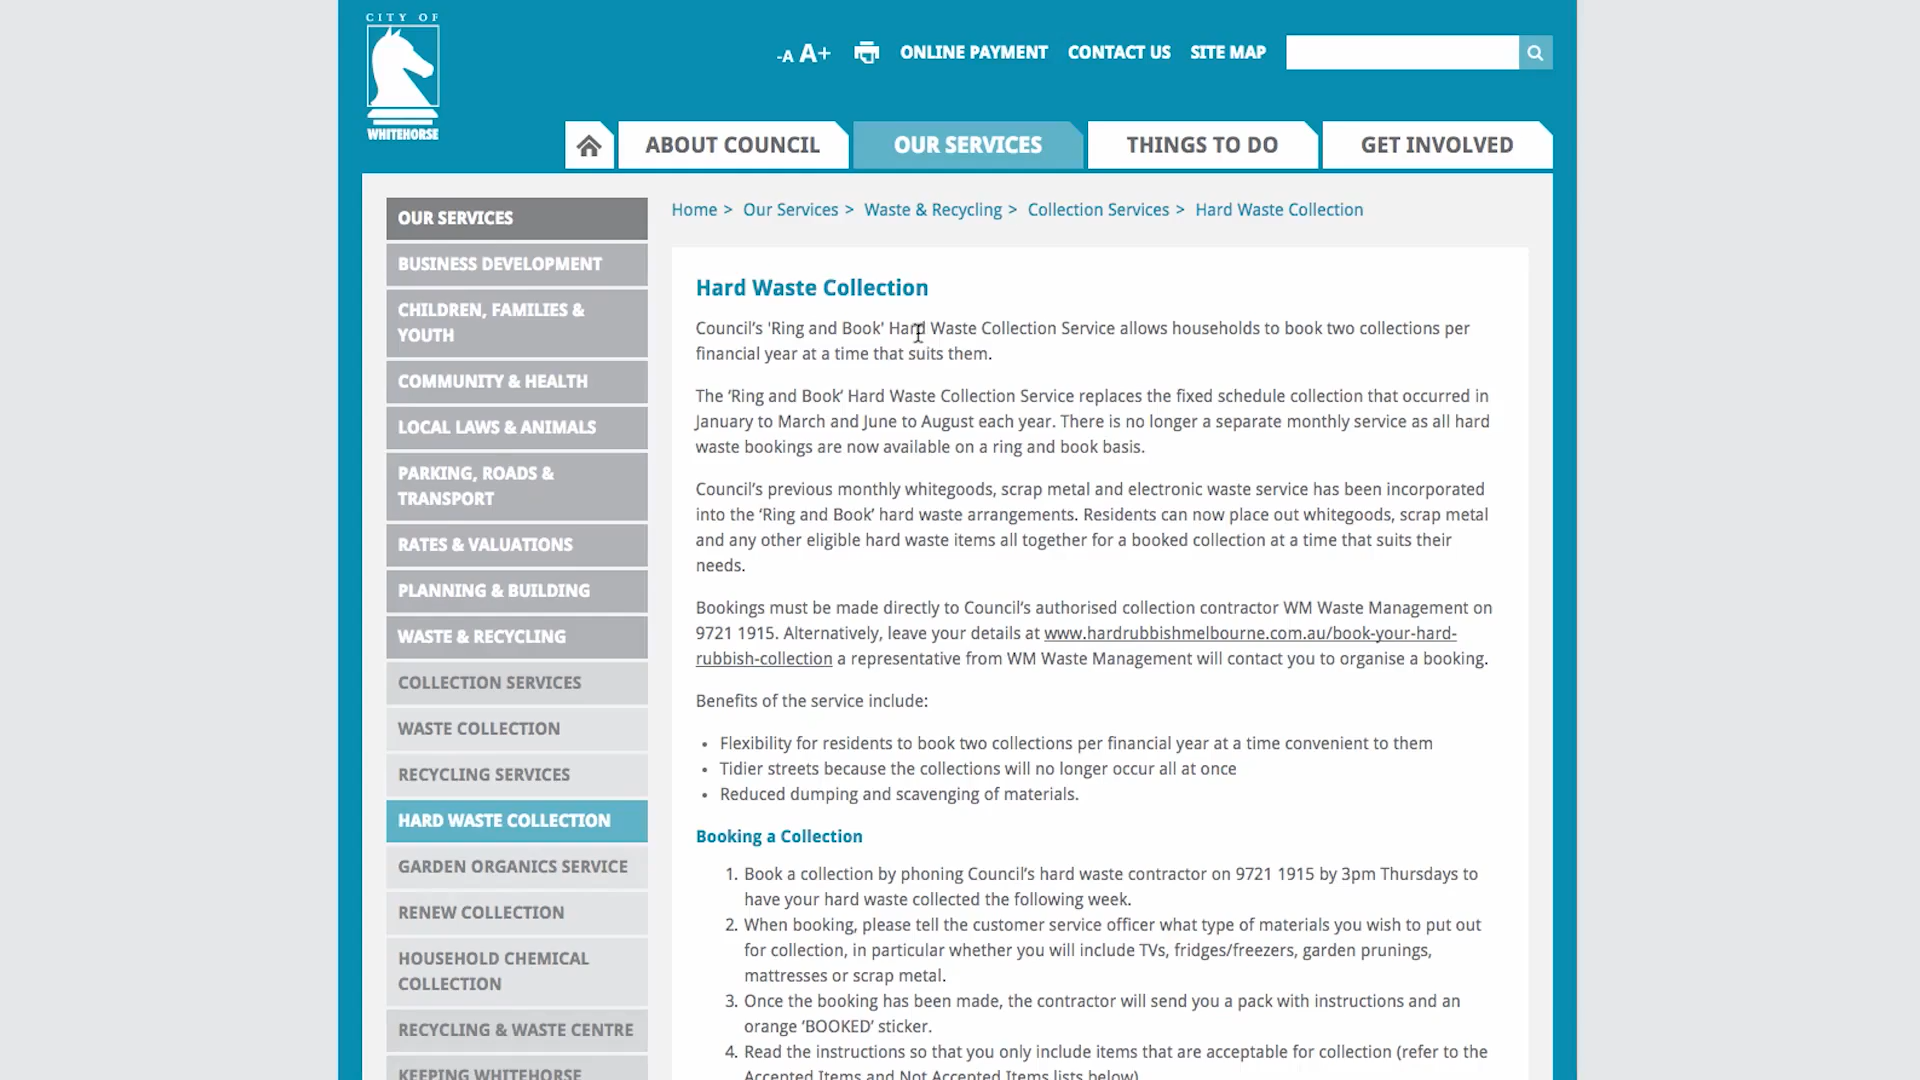 CITY OF
WHITEHORSE
-A A+
ONLINE PAYMENT
CONTACT US
SITE MAP
ABOUT COUNCIL
OUR SERVICES
THINGS TO DO
GET INVOLVED
OUR SERVICES
BUSINESS DEVELOPMENT
CHILDREN, FAMILIES &
YOUTH
COMMUNITY & HEALTH
LOCAL LAWS & ANIMALS
PARKING, ROADS &
TRANSPORT
RATES & VALUATIONS
PLANNING & BUILDING
WASTE & RECYCLING
COLLECTION SERVICES
WASTE COLLECTION
RECYCLING SERVICES
HARD WASTE COLLECTION
GARDEN ORGANICS SERVICE
RENEW COLLECTION
HOUSEHOLD CHEMICAL
COLLECTION
RECYCLING & WASTE CENTRE
KEEPING WHITEHORSE
Home > Our Services > Waste & Recycling > Collection Services > Hard Waste Collection
Hard Waste Collection
Council’s 'Ring and Book' Hard Waste Collection Service allows households to book two collections per
financial year at a time that suits them.
The ‘Ring and Book’ Hard Waste Collection Service replaces the fixed schedule collection that occurred in
January to March and June to August each year. There is no longer a separate monthly service as all hard
waste bookings are now available on a ring and book basis.
Council’s previous monthly whitegoods, scrap metal and electronic waste service has been incorporated
into the ‘Ring and Book’ hard waste arrangements. Residents can now place out whitegoods, scrap metal
and any other eligible hard waste items all together for a booked collection at a time that suits their
needs.
Bookings must be made directly to Council’s authorised collection contractor WM Waste Management on
9721 1915. Alternatively, leave your details at www.hardrubbishmelbourne.com.au/book-your-hard-
rubbish-collection a representative from WM Waste Management will contact you to organise a booking.
Benefits of the service include:
• Flexibility for residents to book two collections per financial year at a time convenient to them
• Tidier streets because the collections will no longer occur all at once
• Reduced dumping and scavenging of materials.
Booking a Collection
1. Book a collection by phoning Council’s hard waste contractor on 9721 1915 by 3pm Thursdays to
have your hard waste collected the following week.
2. When booking, please tell the customer service officer what type of materials you wish to put out
for collection, in particular whether you will include TVs, fridges/freezers, garden prunings,
mattresses or scrap metal.
3. Once the booking has been made, the contractor will send you a pack with instructions and an
orange ‘BOOKED’ sticker.
4. Read the instructions so that you only include items that are acceptable for collection (refer to the
Accepted Items and Not Accepted Items lists below)